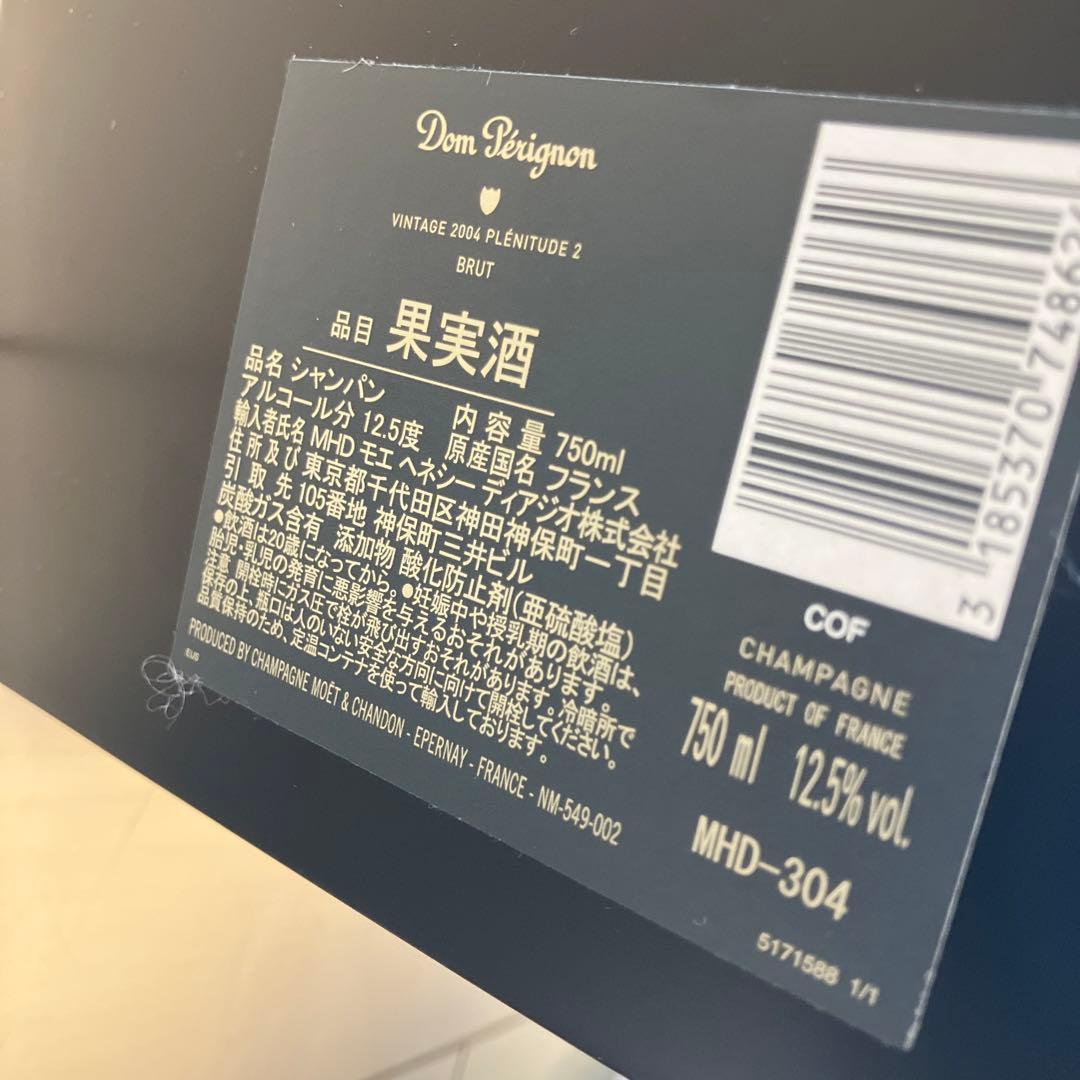 Dom Pérignon
VINTAGE 2004 PLÉNITUDE 2
BRUT
品目 果実酒
品名 シャンパン 内容量 750ml
アルコール分 12.5度 原産国名 フランス
輸入者氏名 MHD モエ ヘネシー ディアジオ株式会社
住所及び 東京都千代田区神田神保町一丁目
引取先 105番地 神保町三井ビル
炭酸ガス含有 添加物 酸化防止剤(亜硫酸塩)
●飲酒は20歳になってから。●妊娠中や授乳期の飲酒は、
胎児・乳児の発育に悪影響を与えるおそれがあります。
注意 開栓時にガス圧で栓が飛び出すおそれがあります。冷暗所で
保存の上、瓶口は人のいない安全な方向に向けて開栓してください。
品質保持のため、定温コンテナを使って輸入しております。
PRODUCED BY CHAMPAGNE MOËT & CHANDON - EPERNAY - FRANCE - NM-549-002
3 185370 74862
COF
CHAMPAGNE
PRODUCT OF FRANCE
750 ml 12.5% vol.
MHD-304
5171588 1/1